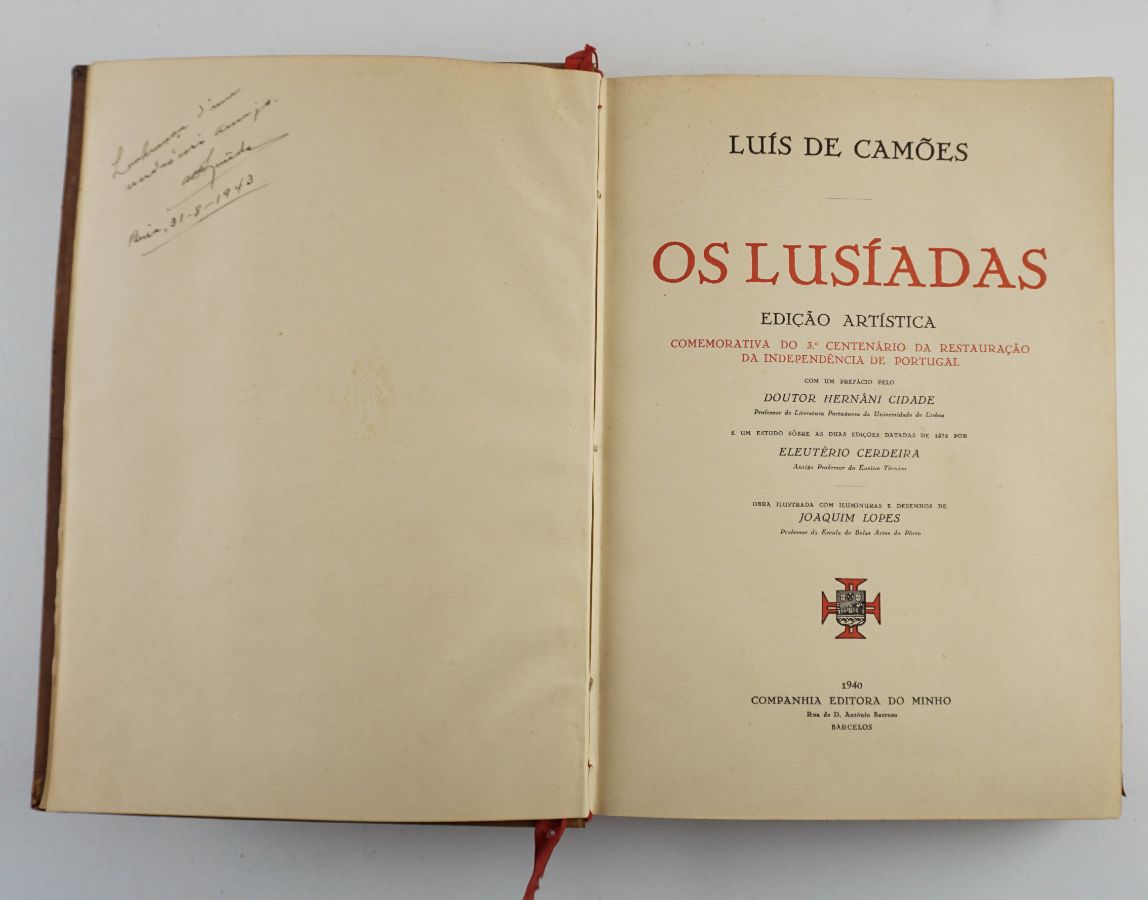 Lembrança d'um
amigo.
31-8-1943
LUÍS DE CAMÕES
OS LUSÍADAS
EDIÇÃO ARTÍSTICA
COMEMORATIVA DO 3.º CENTENÁRIO DA RESTAURAÇÃO
DA INDEPENDÊNCIA DE PORTUGAL
COM UM PREFÁCIO PELO
DOUTOR HERNÂNI CIDADE
Professor de Literatura Portuguesa da Universidade de Lisboa
E UM ESTUDO SÔBRE AS DUAS EDIÇÕES DATADAS DE 1572 POR
ELEUTÉRIO CERDEIRA
Antigo Professor do Ensino Técnico
OBRA ILUSTRADA COM ILUMINURAS E DESENHOS DE
JOAQUIM LOPES
Professor da Escola de Belas Artes do Pôrto
1940
COMPANHIA EDITORA DO MINHO
Rua de D. António Barroso
BARCELOS